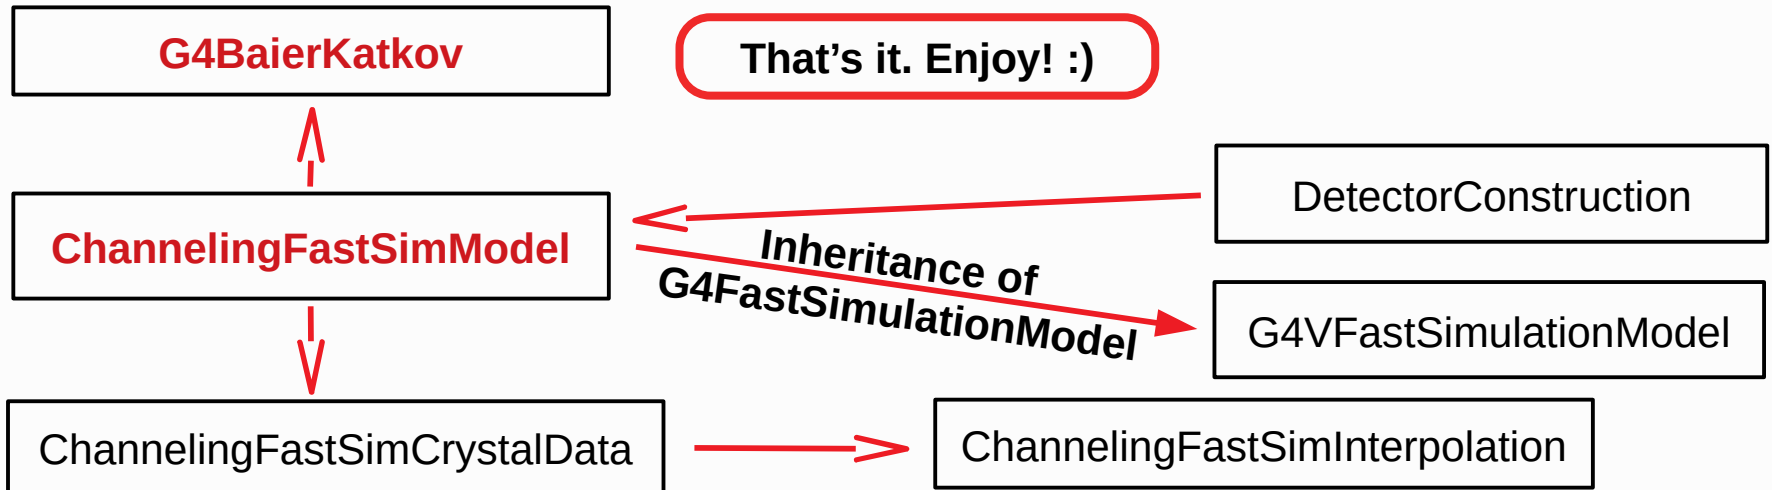 G4BaierKatkov
That’s it. Enjoy! :)
DetectorConstruction
ChannelingFastSimModel
Inheritance of
G4FastSimulationModel
G4VFastSimulationModel
ChannelingFastSimCrystalData
ChannelingFastSimInterpolation